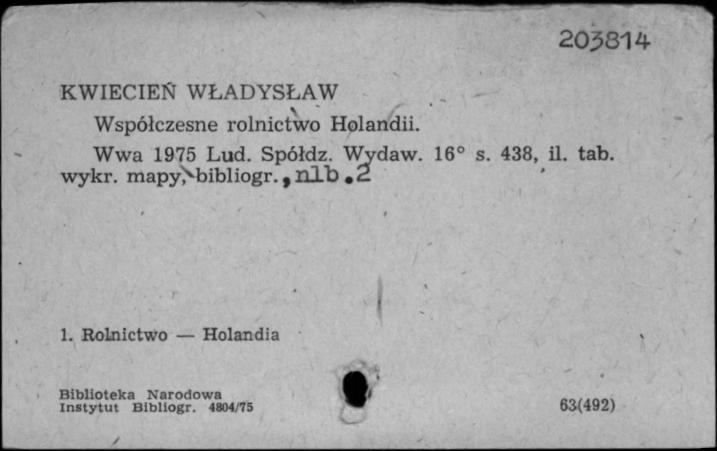 203814
KWIECIEŃ WŁADYSŁAW
Współczesne rolnictwo Holandii.
Wwa 1975 Lud. Spółdz. Wydaw. 16° s. 438, il. tab.
wykr. mapy, bibliogr., nlb.2
1. Rolnictwo — Holandia
Biblioteka Narodowa
Instytut Bibliogr. 4804/75
63(492)